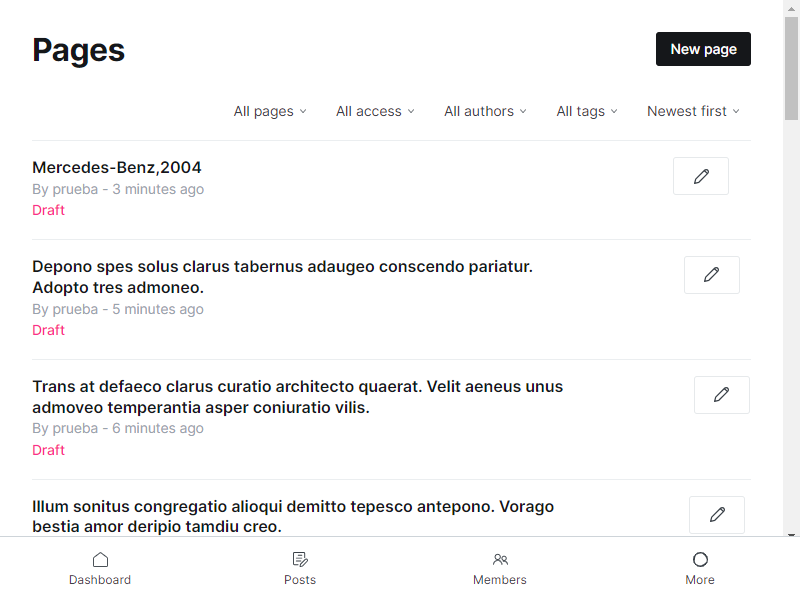 Pages
New page
All pages
All access
All authors
All tags
Newest first
Mercedes-Benz,2004
By prueba - 3 minutes ago
Draft
Depono spes solus clarus tabernus adaugeo conscendo pariatur.
Adopto tres admoneo.
By prueba - 5 minutes ago
Draft
Trans at defaeco clarus curatio architecto quaerat. Velit aeneus unus
admoveo temperantia asper coniuratio vilis.
By prueba - 6 minutes ago
Draft
Illum sonitus congregatio alioqui demitto tepesco antepono. Vorago
bestia amor deripio tamdiu creo.
Dashboard
Posts
Members
More